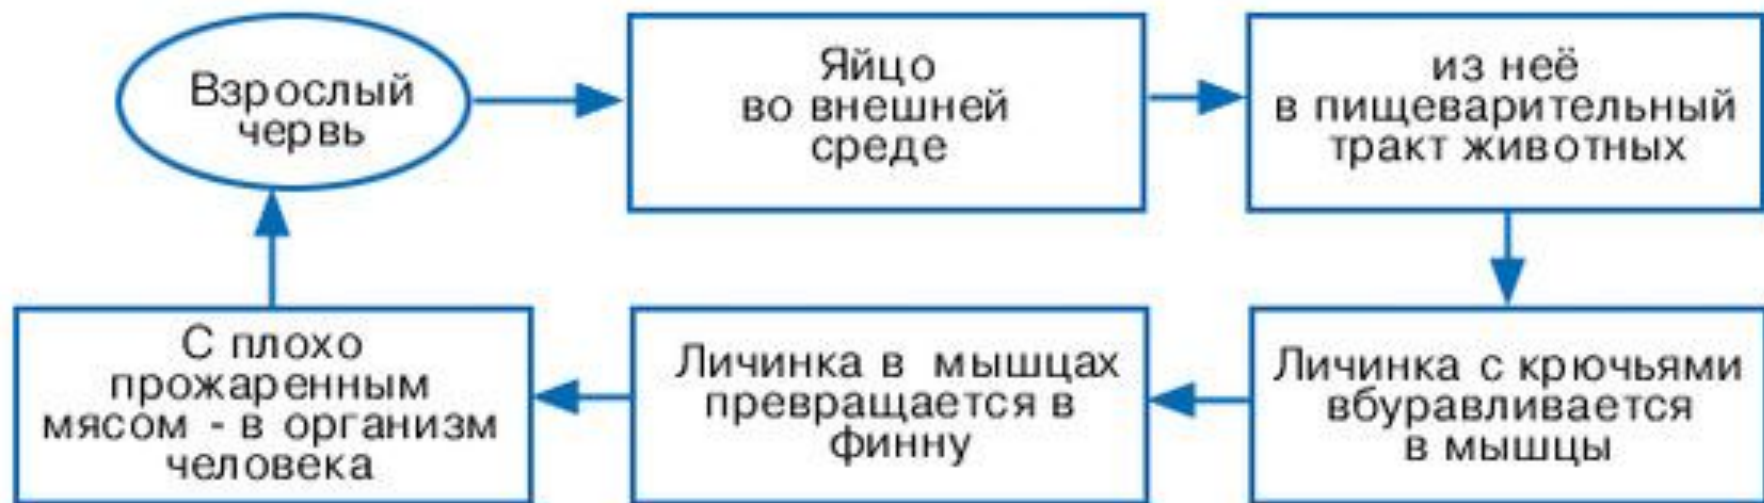 Взрослый
червь
Яйцо
во внешней
среде
из неё
в пищеварительный
тракт животных
Личинка с крючьями
вбуравливается
в мышцы
Личинка в мышцах
превращается в
финну
С плохо
прожаренным
мясом - в организм
человека